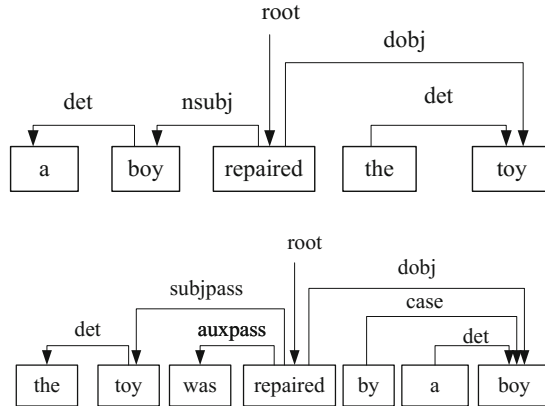 root
dobj
det
nsubj
det
a boy repaired the toy
root
dobj
subjpass
case
auxpass
det
det
the toy was repaired by a boy